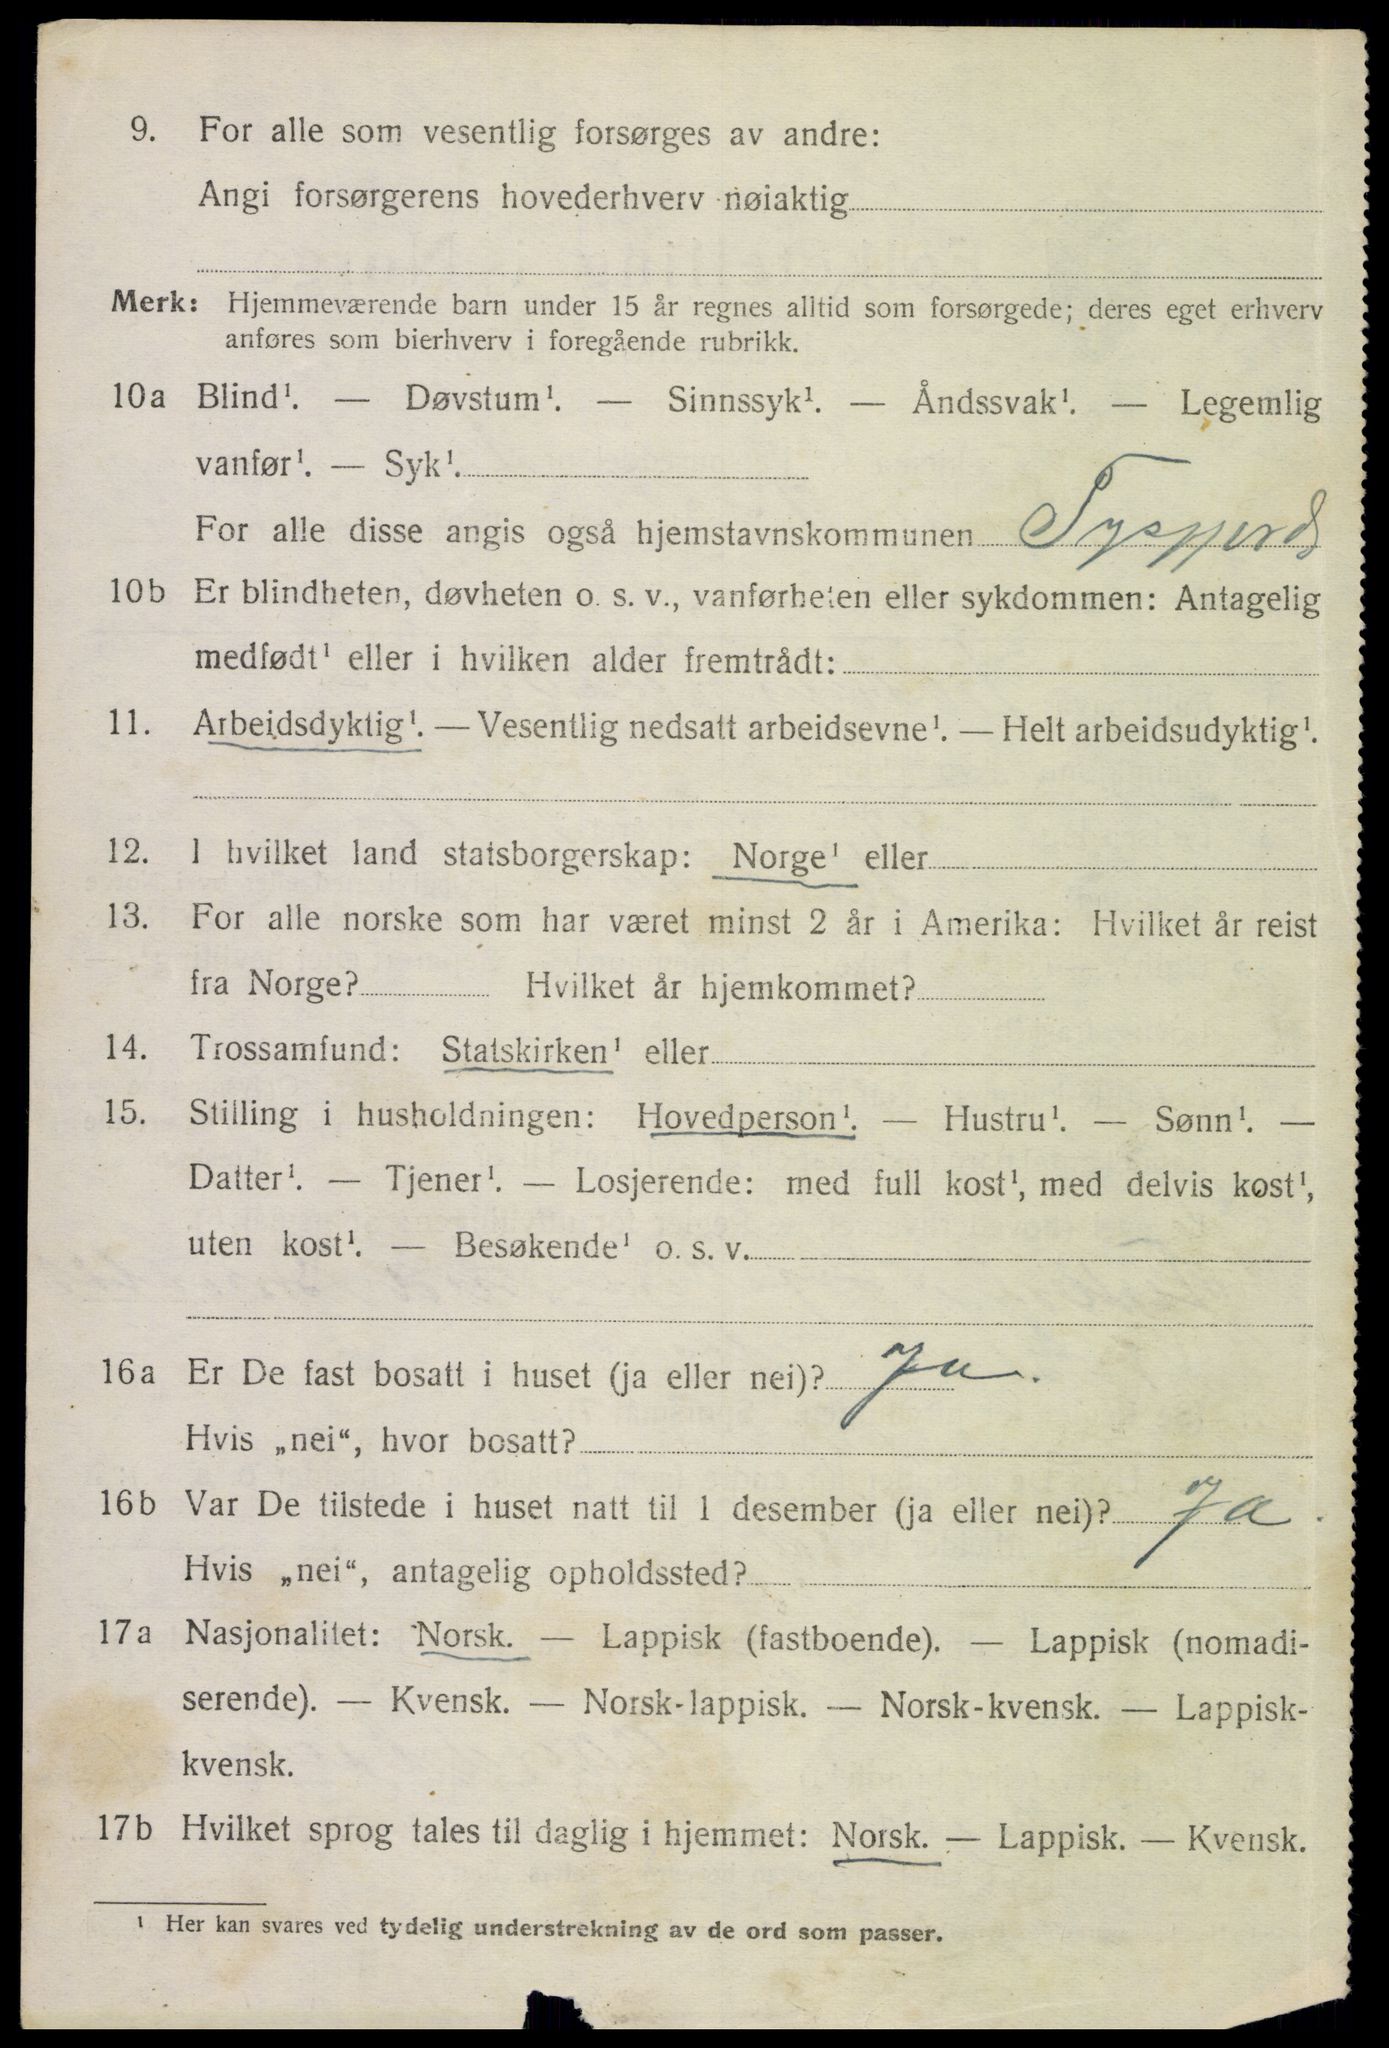 9. For alle som vesentlig forsørges av andre:
Angi forsørgerens hovederhverv nøiaktig
Merk: Hjemmeværende barn under 15 år regnes alltid som forsørgede; deres eget erhverv
anføres som bierhverv i foregående rubrikk.
10a Blind¹. — Døvstum¹. — Sinnssyk¹. — Åndssvak¹. — Legemlig
vanfør¹. — Syk¹.
For alle disse angis også hjemstavnskommunen Tysfjord
10b Er blindheten, døvheten o. s. v., vanførheten eller sykdommen: Antagelig
medfødt¹ eller i hvilken alder fremtrådt:
11. Arbeidsdyktig¹. — Vesentlig nedsatt arbeidsevne¹. — Helt arbeidsudyktig¹.
12. I hvilket land statsborgerskap: Norge¹ eller
13. For alle norske som har været minst 2 år i Amerika: Hvilket år reist
fra Norge? Hvilket år hjemkommet?
14. Trossamfund: Statskirken¹ eller
15. Stilling i husholdningen: Hovedperson¹. — Hustru¹. — Sønn¹. —
Datter¹. — Tjener¹. — Losjerende: med full kost¹, med delvis kost¹,
uten kost¹. — Besøkende¹ o. s. v.
16a Er De fast bosatt i huset (ja eller nei)? Ja.
Hvis „nei“, hvor bosatt?
16b Var De tilstede i huset natt til 1 desember (ja eller nei)? Ja.
Hvis „nei“, antagelig opholdssted?
17a Nasjonalitet: Norsk. — Lappisk (fastboende). — Lappisk (nomadi-
serende). — Kvensk. — Norsk-lappisk. — Norsk-kvensk. — Lappisk-
kvensk.
17b Hvilket sprog tales til daglig i hjemmet: Norsk. — Lappisk. — Kvensk.
¹ Her kan svares ved tydelig understrekning av de ord som passer.